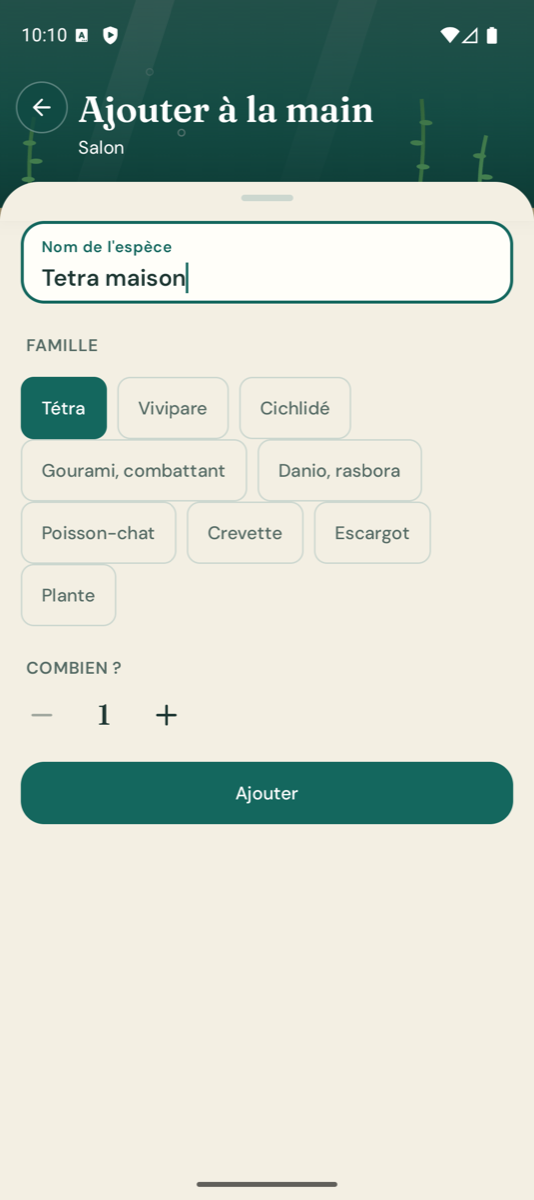 10:10
Ajouter à la main
Salon
Nom de l'espèce
Tetra maison
FAMILLE
Tétra Vivipare Cichlidé
Gourami, combattant Danio, rasbora
Poisson-chat Crevette Escargot
Plante
COMBIEN ?
1
Ajouter